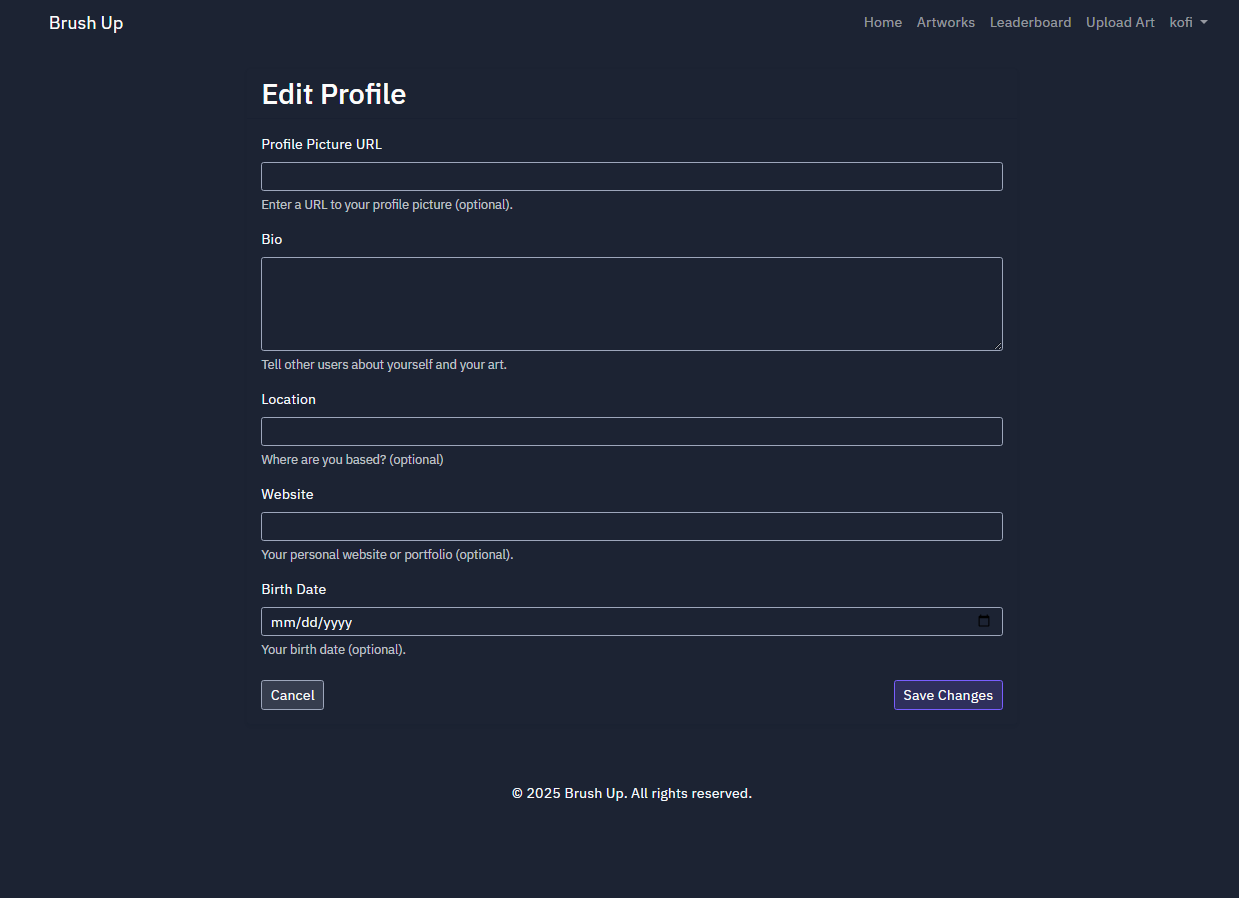 Brush Up
Home Artworks Leaderboard Upload Art kofi
Edit Profile
Profile Picture URL
Enter a URL to your profile picture (optional).
Bio
Tell other users about yourself and your art.
Location
Where are you based? (optional)
Website
Your personal website or portfolio (optional).
Birth Date
mm/dd/yyyy
Your birth date (optional).
Cancel Save Changes
© 2025 Brush Up. All rights reserved.